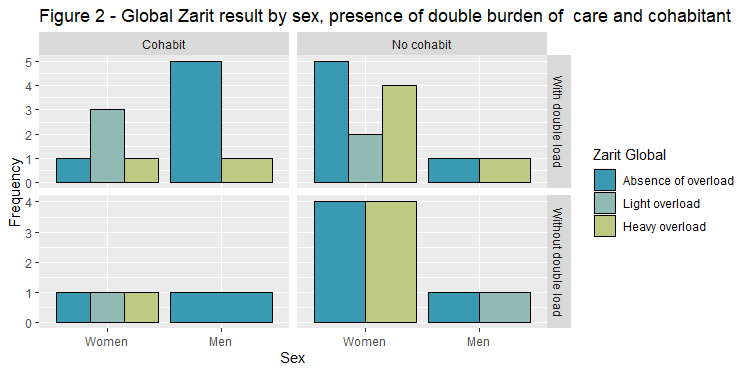 Figure 2 - Global Zarit result by sex, presence of double burden of  care and cohabitant
Cohabit
No cohabit
5
4
3
2
1
0
With double load
4
3
2
1
0
Without double load
Frequency
Women
Men
Women
Men
Sex
Zarit Global
Absence of overload
Light overload
Heavy overload